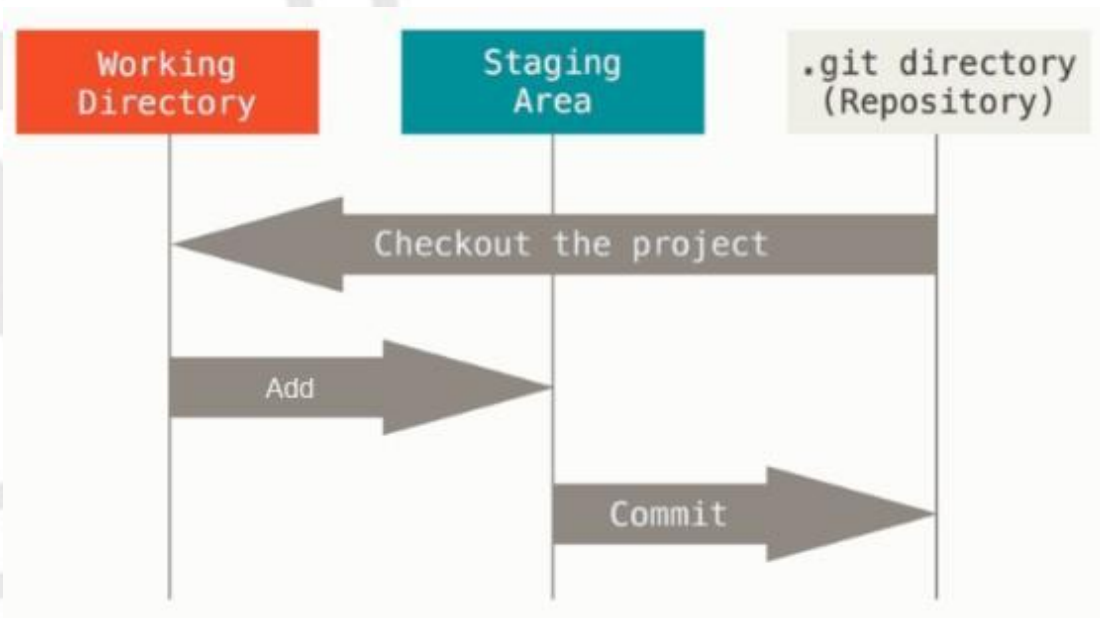 Working
Directory
Staging
Area
.git directory
(Repository)
Checkout the project
Add
Commit